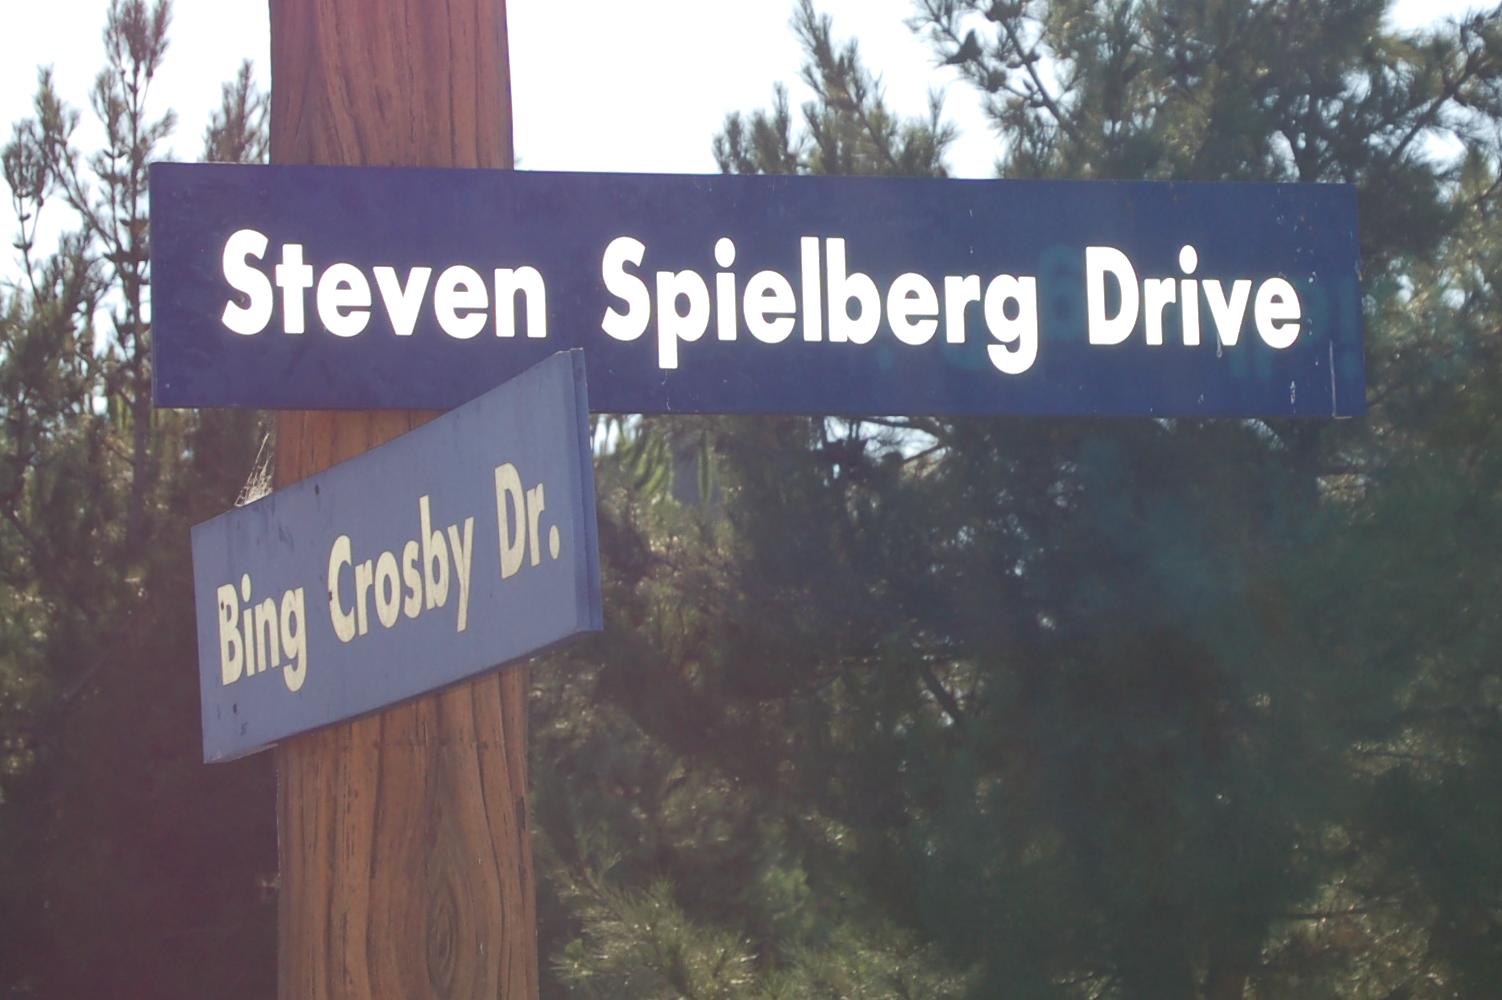 Steven Spielberg Drive
Bing Crosby Dr.